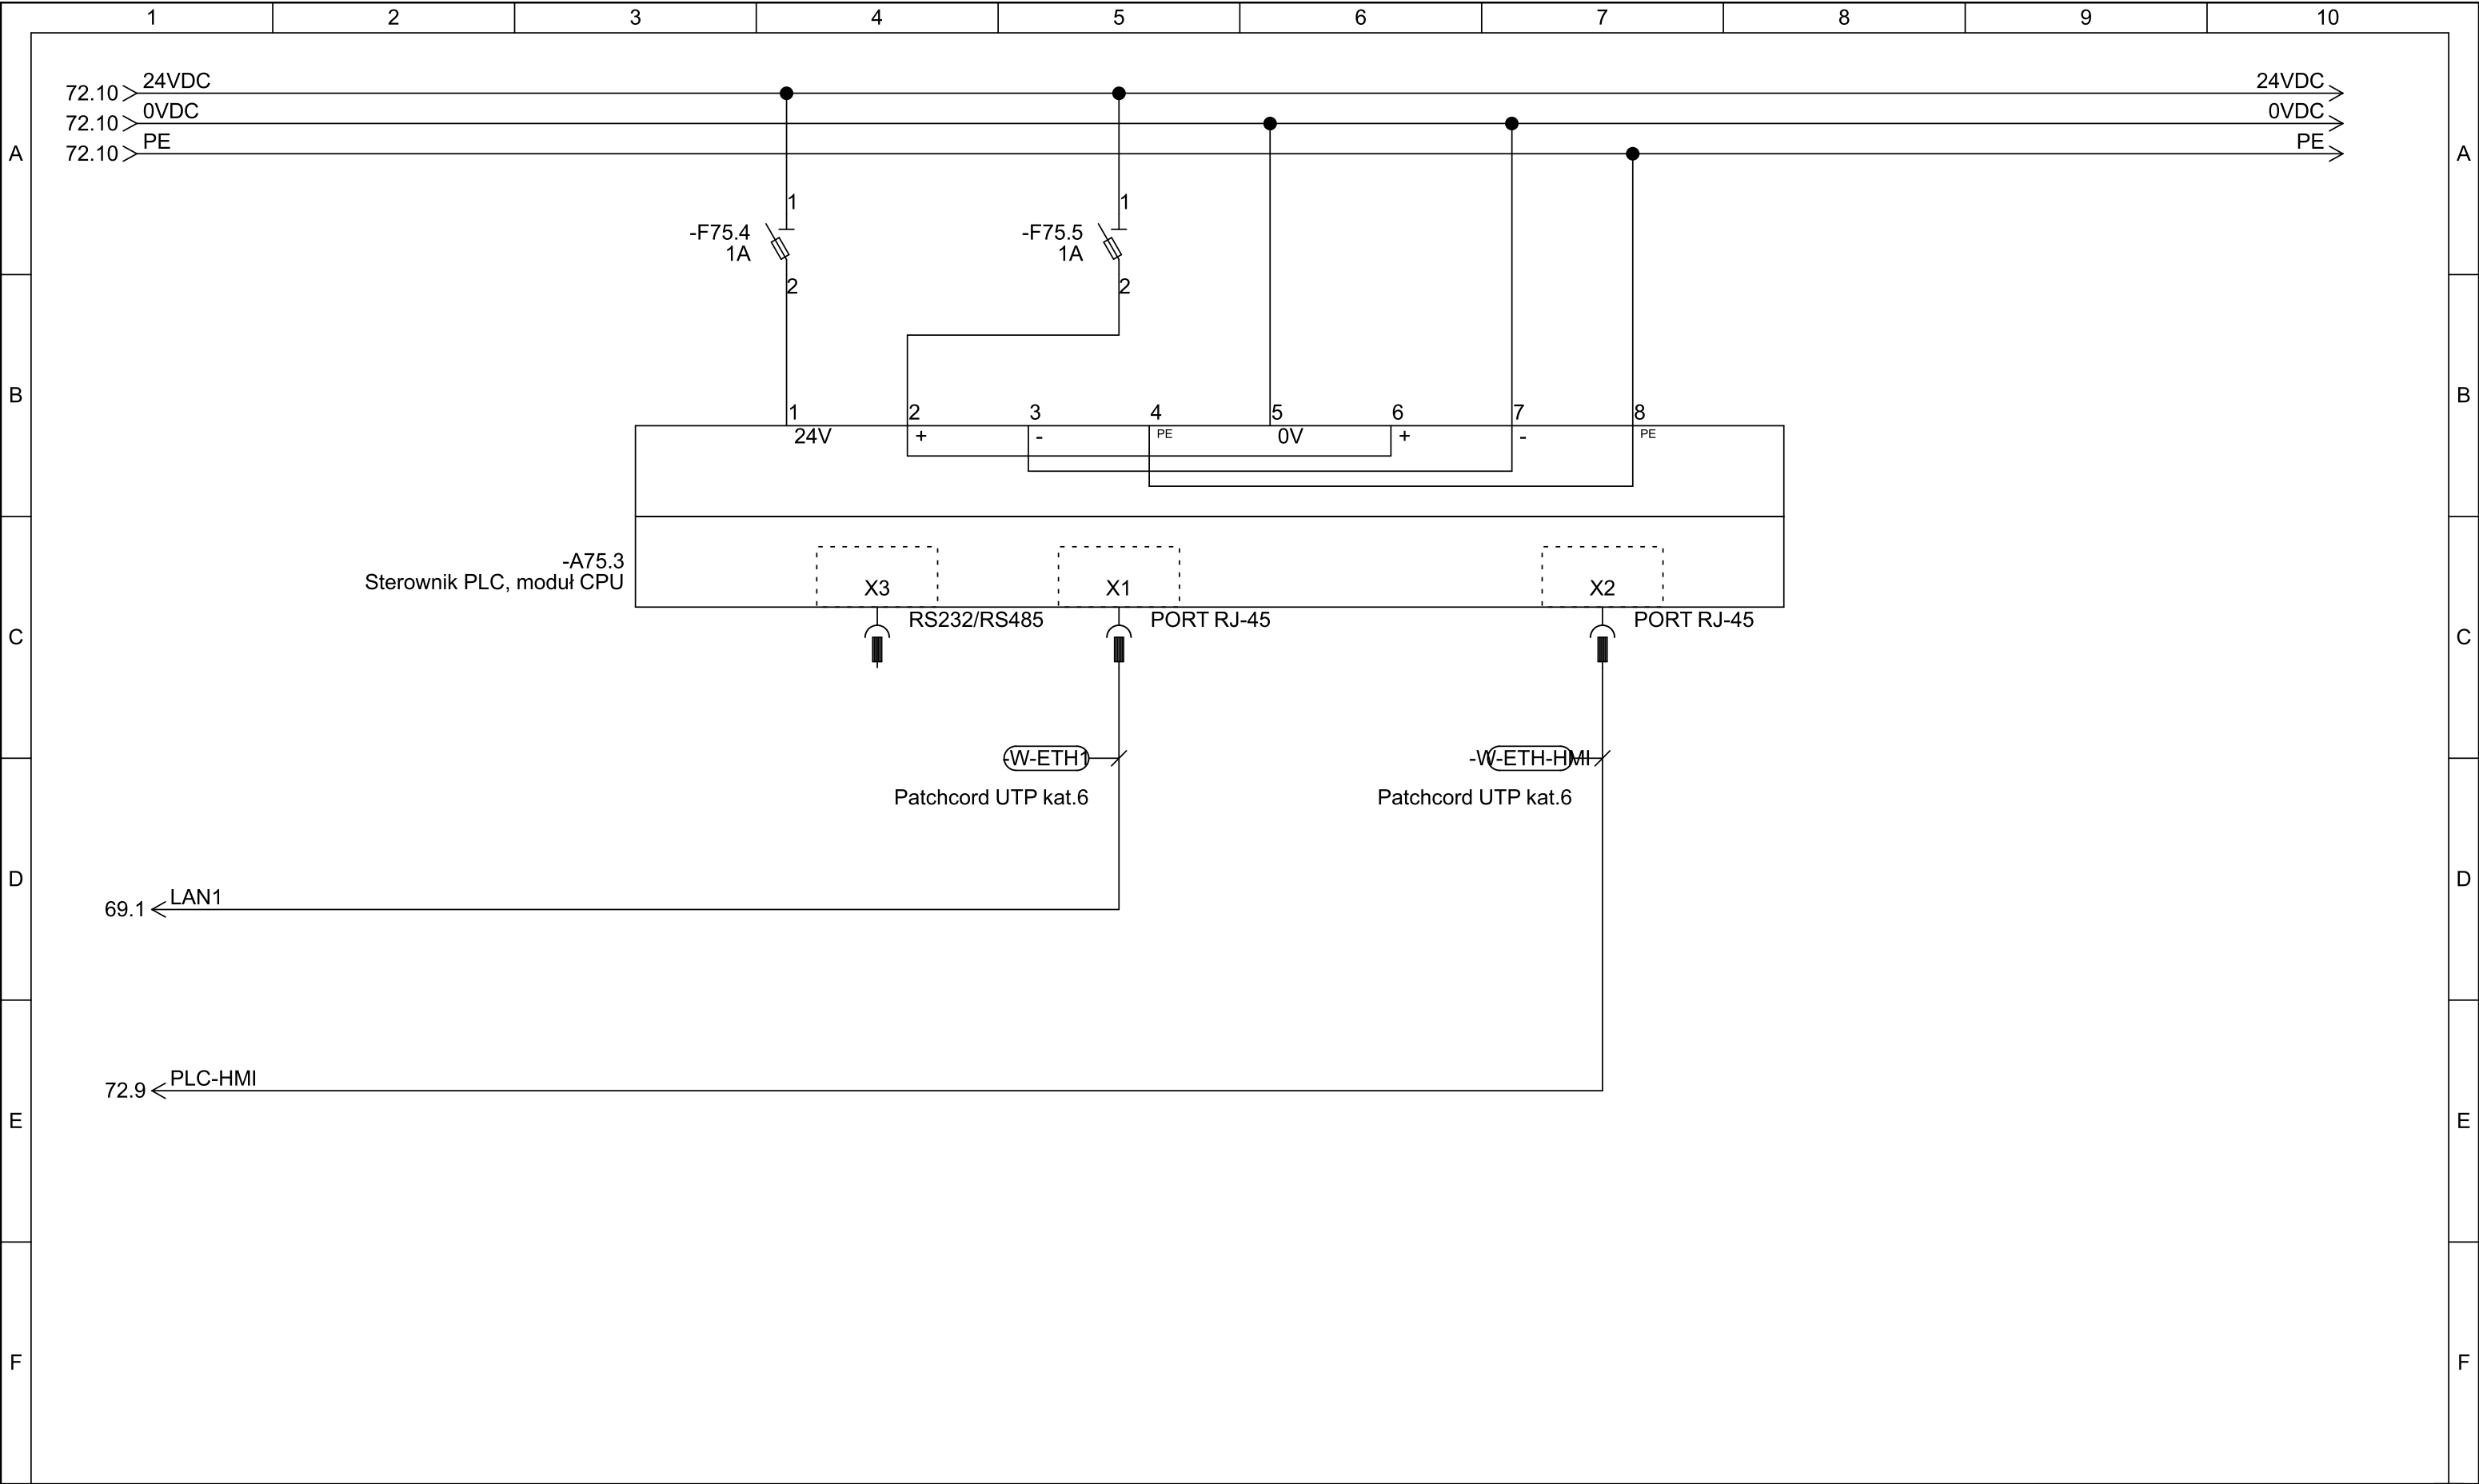 1 2 3 4 5 6 7 8 9 10
72.10 24VDC 24VDC
72.10 0VDC 0VDC
72.10 PE PE
A A
1 1
-F75.4 -F75.5
1A 1A
2 2
B B
1 2 3 4 5 6 7 8
24V + - PE 0V + - PE
-A75.3
Sterownik PLC, moduł CPU
X3 X1 X2
RS232/RS485 PORT RJ-45 PORT RJ-45
C C
-W-ETH1 -W-ETH-HMI
Patchcord UTP kat.6 Patchcord UTP kat.6
D D
69.1 LAN1
72.9 PLC-HMI
E E
F F